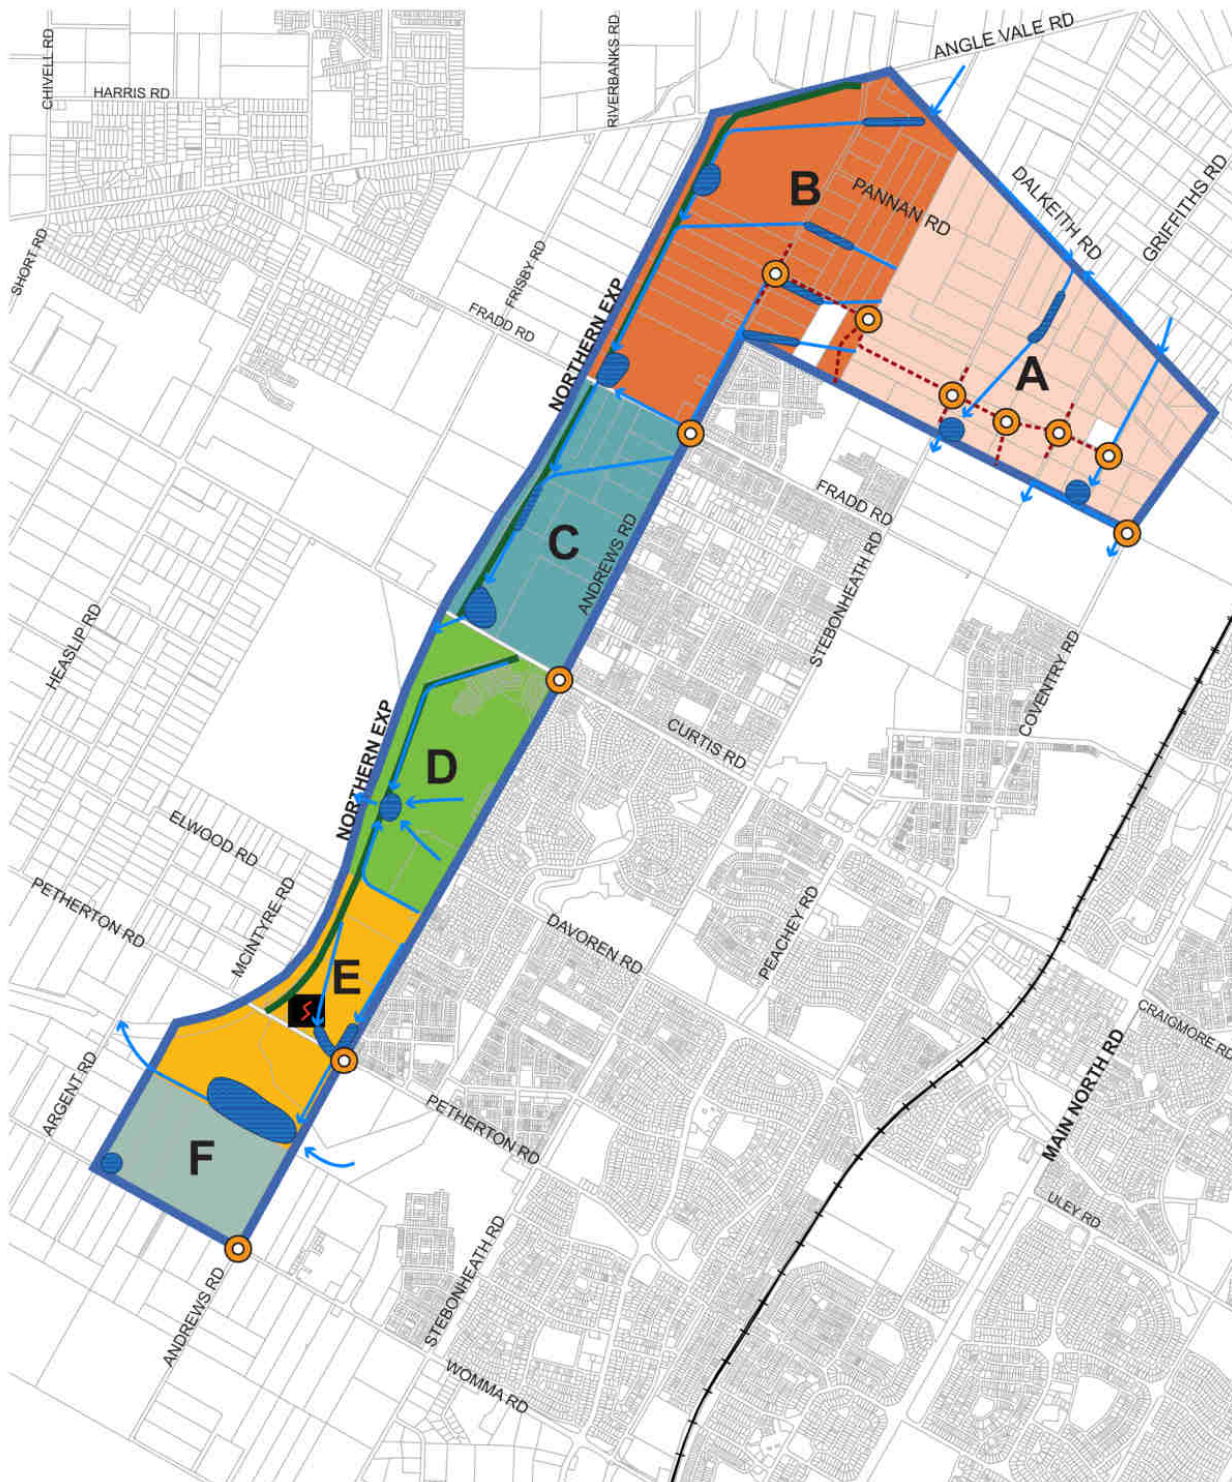 ANGLE VALE RD
CHIVELL RD
HARRIS RD
RIVERBANKS RD
B
PANNAN RD
DALKEITH RD
GRIFFITHS RD
SHORT RD
FRISBY RD
FRADD RD
NORTHERN EXP
A
FRADD RD
C
ANDREWS RD
STEBONHEATH RD
HEASLIP RD
COVENTRY RD
CURTIS RD
D
NORTHERN EXP
ELWOOD RD
PETHERTON RD
MCINTYRE RD
PEACHEY RD
DAVOREN RD
E
CRAIGMORE RD
MAIN NORTH RD
ARGENT RD
PETHERTON RD
F
ULEY RD
STEBONHEATH RD
ANDREWS RD
WOMMA RD